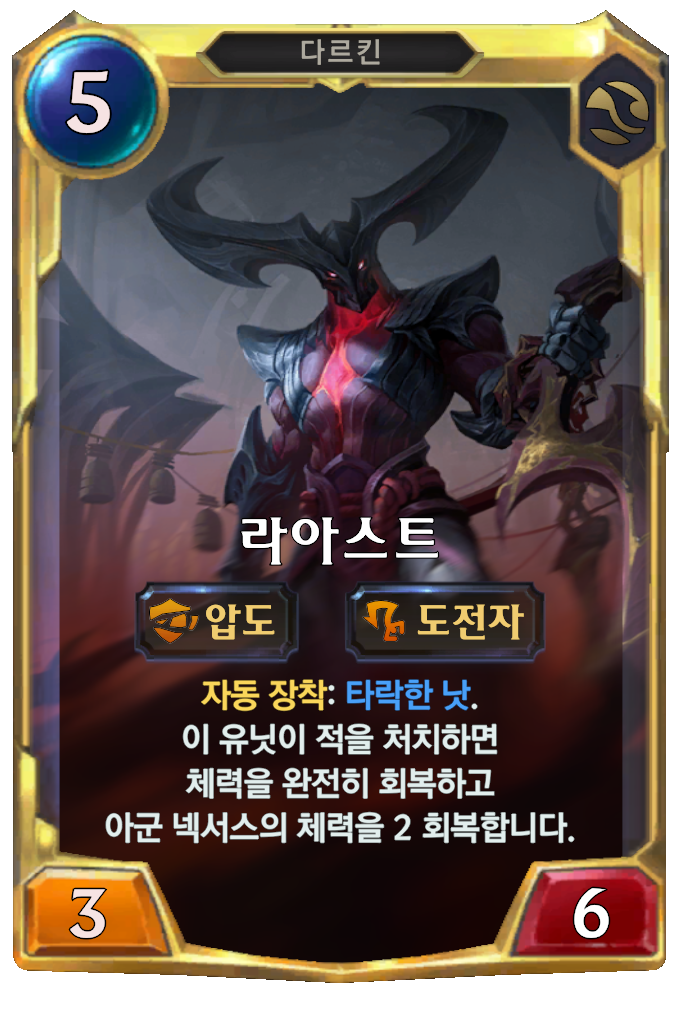 다르킨
5
라아스트
압도 도전자
자동 장착: 타락한 낫.
이 유닛이 적을 처치하면
체력을 완전히 회복하고
아군 넥서스의 체력을 2 회복합니다.
3 6